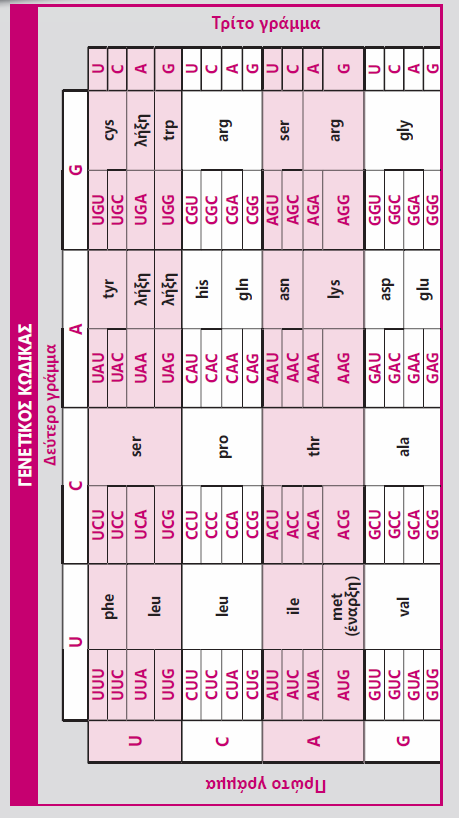 ΓΕΝΕΤΙΚΟΣ ΚΩΔΙΚΑΣ
Δεύτερο γράμμα
Πρώτο γράμμα
Τρίτο γράμμα
U C A G
U
UUU phe UCU ser UAU tyr UGU cys U
UUC UCC UAC UGC C
UUA leu UCA UAA λήξη UGA λήξη A
UUG UCG UAG λήξη UGG trp G
C
CUU leu CCU pro CAU his CGU arg U
CUC CCC CAC CGC C
CUA CCA CAA gln CGA A
CUG CCG CAG CGG G
A
AUU ile ACU thr AAU asn AGU ser U
AUC ACC AAC AGC C
AUA ACA AAA lys AGA arg A
AUG met (έναρξη) ACG AAG AGG G
G
GUU val GCU ala GAU asp GGU gly U
GUC GCC GAC GGC C
GUA GCA GAA glu GGA A
GUG GCG GAG GGG G